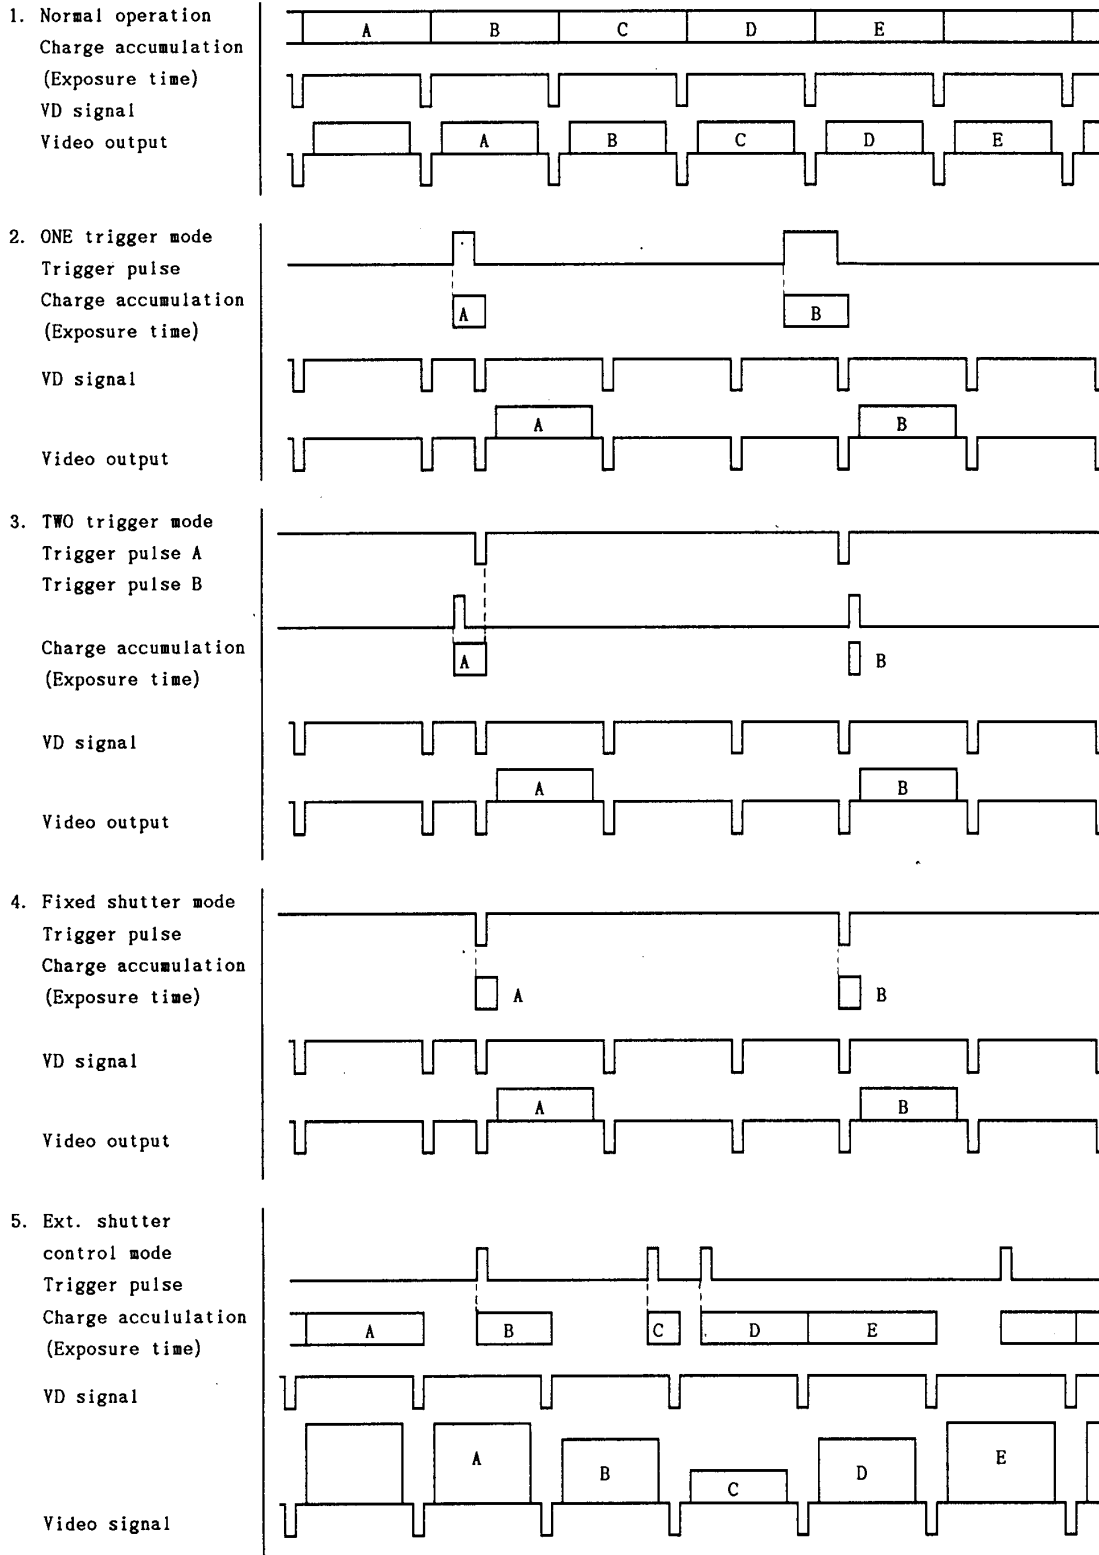 1. Normal operation
Charge accumulation
(Exposure time)
VD signal
Video output
A B C D E
A B C D E
2. ONE trigger mode
Trigger pulse
Charge accumulation
(Exposure time)
A B
VD signal
A B
Video output
3. TWO trigger mode
Trigger pulse A
Trigger pulse B
Charge accumulation
(Exposure time)
A B
VD signal
A B
Video output
4. Fixed shutter mode
Trigger pulse
Charge accumulation
(Exposure time)
A B
VD signal
A B
Video output
5. Ext. shutter
control mode
Trigger pulse
Charge accululation
(Exposure time)
A B C D E
VD signal
A B C D E
Video signal